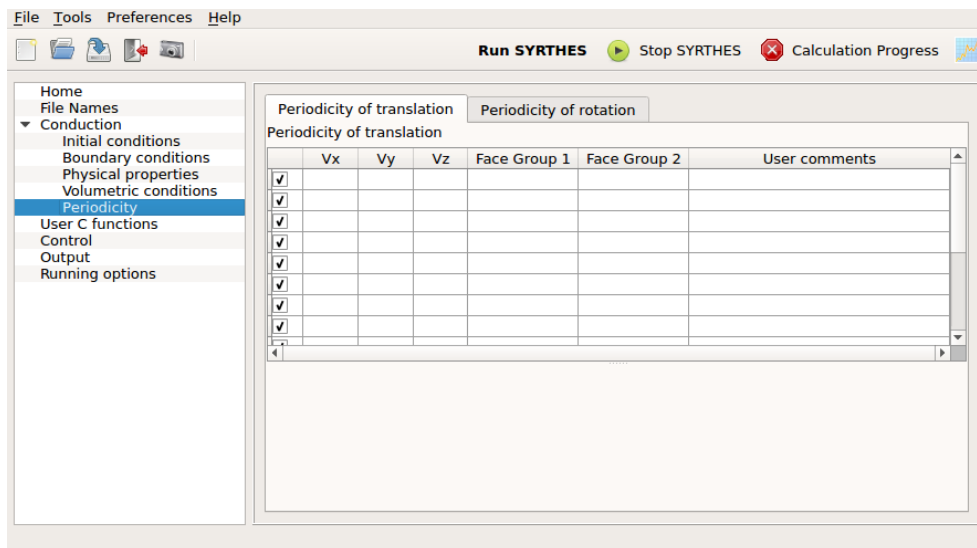 File Tools Preferences Help
Run SYRTHES Stop SYRTHES Calculation Progress
Home
File Names
Conduction
Initial conditions
Boundary conditions
Physical properties
Volumetric conditions
Periodicity
User C functions
Control
Output
Running options
Periodicity of translation Periodicity of rotation
Periodicity of translation
Vx Vy Vz Face Group 1 Face Group 2 User comments